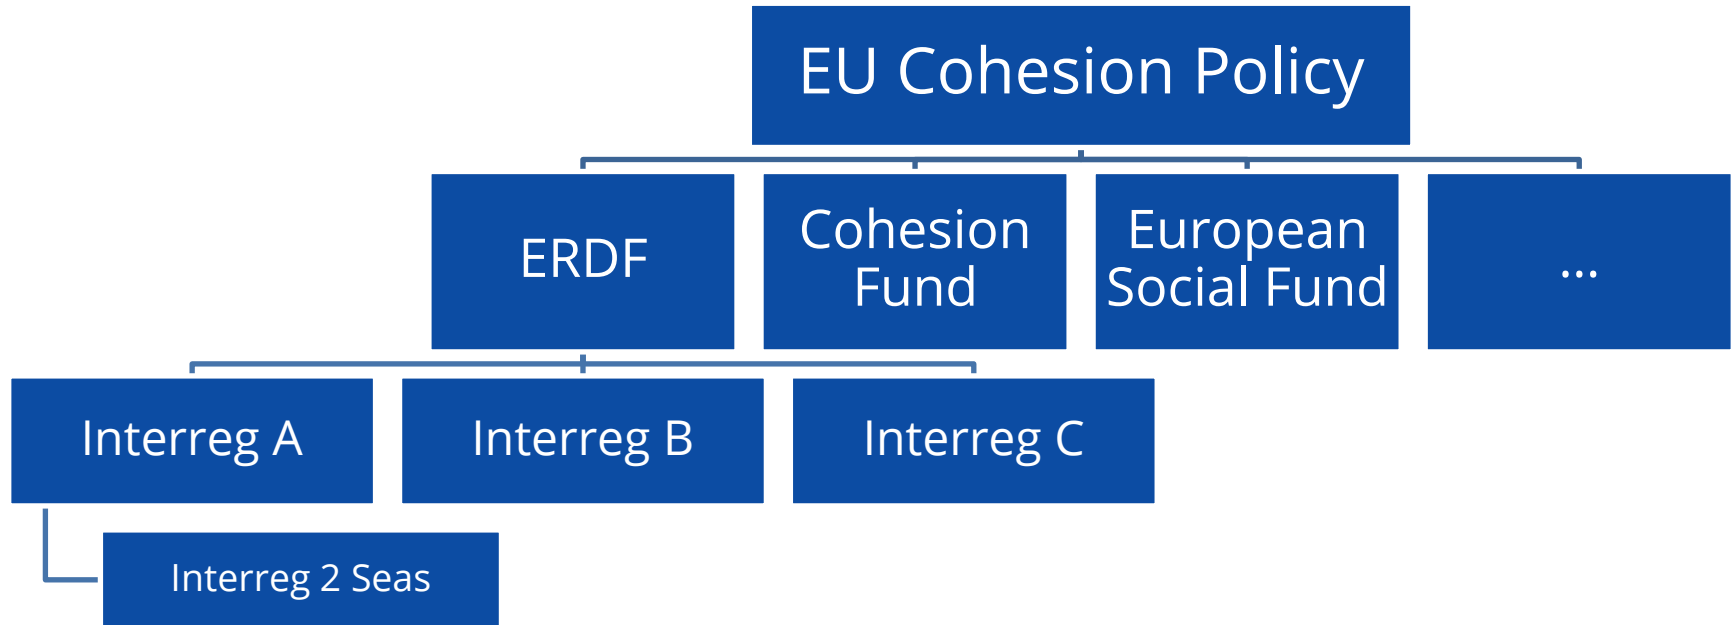 EU Cohesion Policy
ERDF
Cohesion
Fund
European
Social Fund
...
Interreg A
Interreg B
Interreg C
Interreg 2 Seas